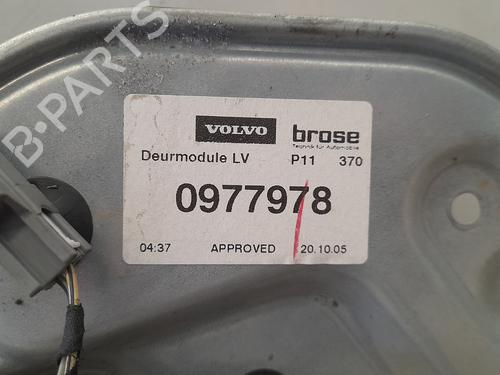 B-PARTS
VOLVO brose
Technik für Automobile
Deurmodule LV P11 370
0977978
04:37 APPROVED 20.10.05